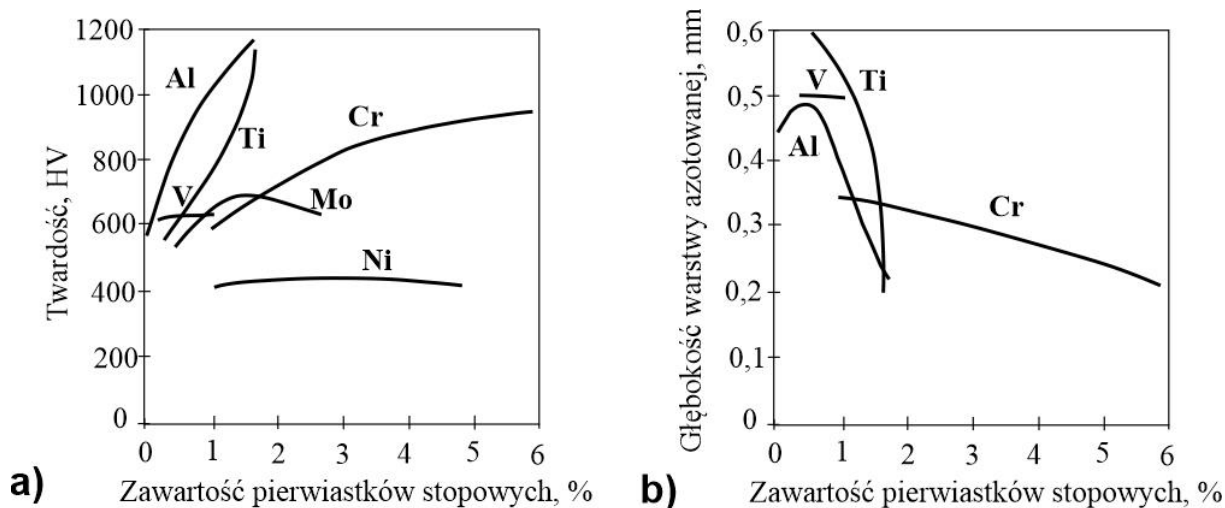 1200
1000
800
600
400
200
0
Twardość, HV
Al
Ti
V
Cr
Mo
Ni
0 1 2 3 4 5 6
Zawartość pierwiastków stopowych, %
a)
0,6
0,5
0,4
0,3
0,2
0,1
0
Głębokość warstwy azotowanej, mm
V
Ti
Al
Cr
0 1 2 3 4 5 6
Zawartość pierwiastków stopowych, %
b)